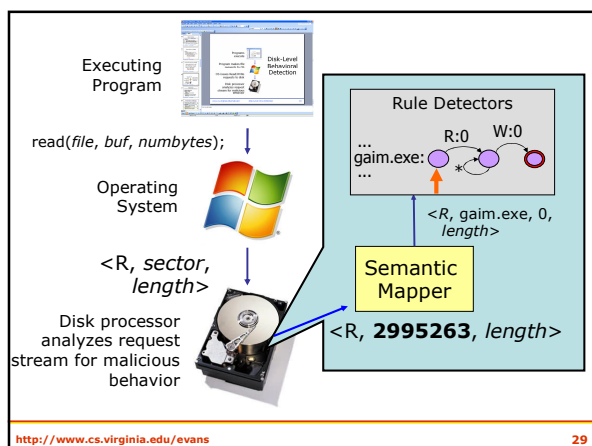 Executing
Program
Disk-Level
Behavioral
Detection
read(file, buf, numbytes);
Operating
System
<R, sector,
length>
Disk processor
analyzes request
stream for malicious
behavior
Rule Detectors
...
gaim.exe:
...
R:0
W:0
*
<R, gaim.exe, 0,
length>
Semantic
Mapper
<R, 2995263, length>
http://www.cs.virginia.edu/evans
29